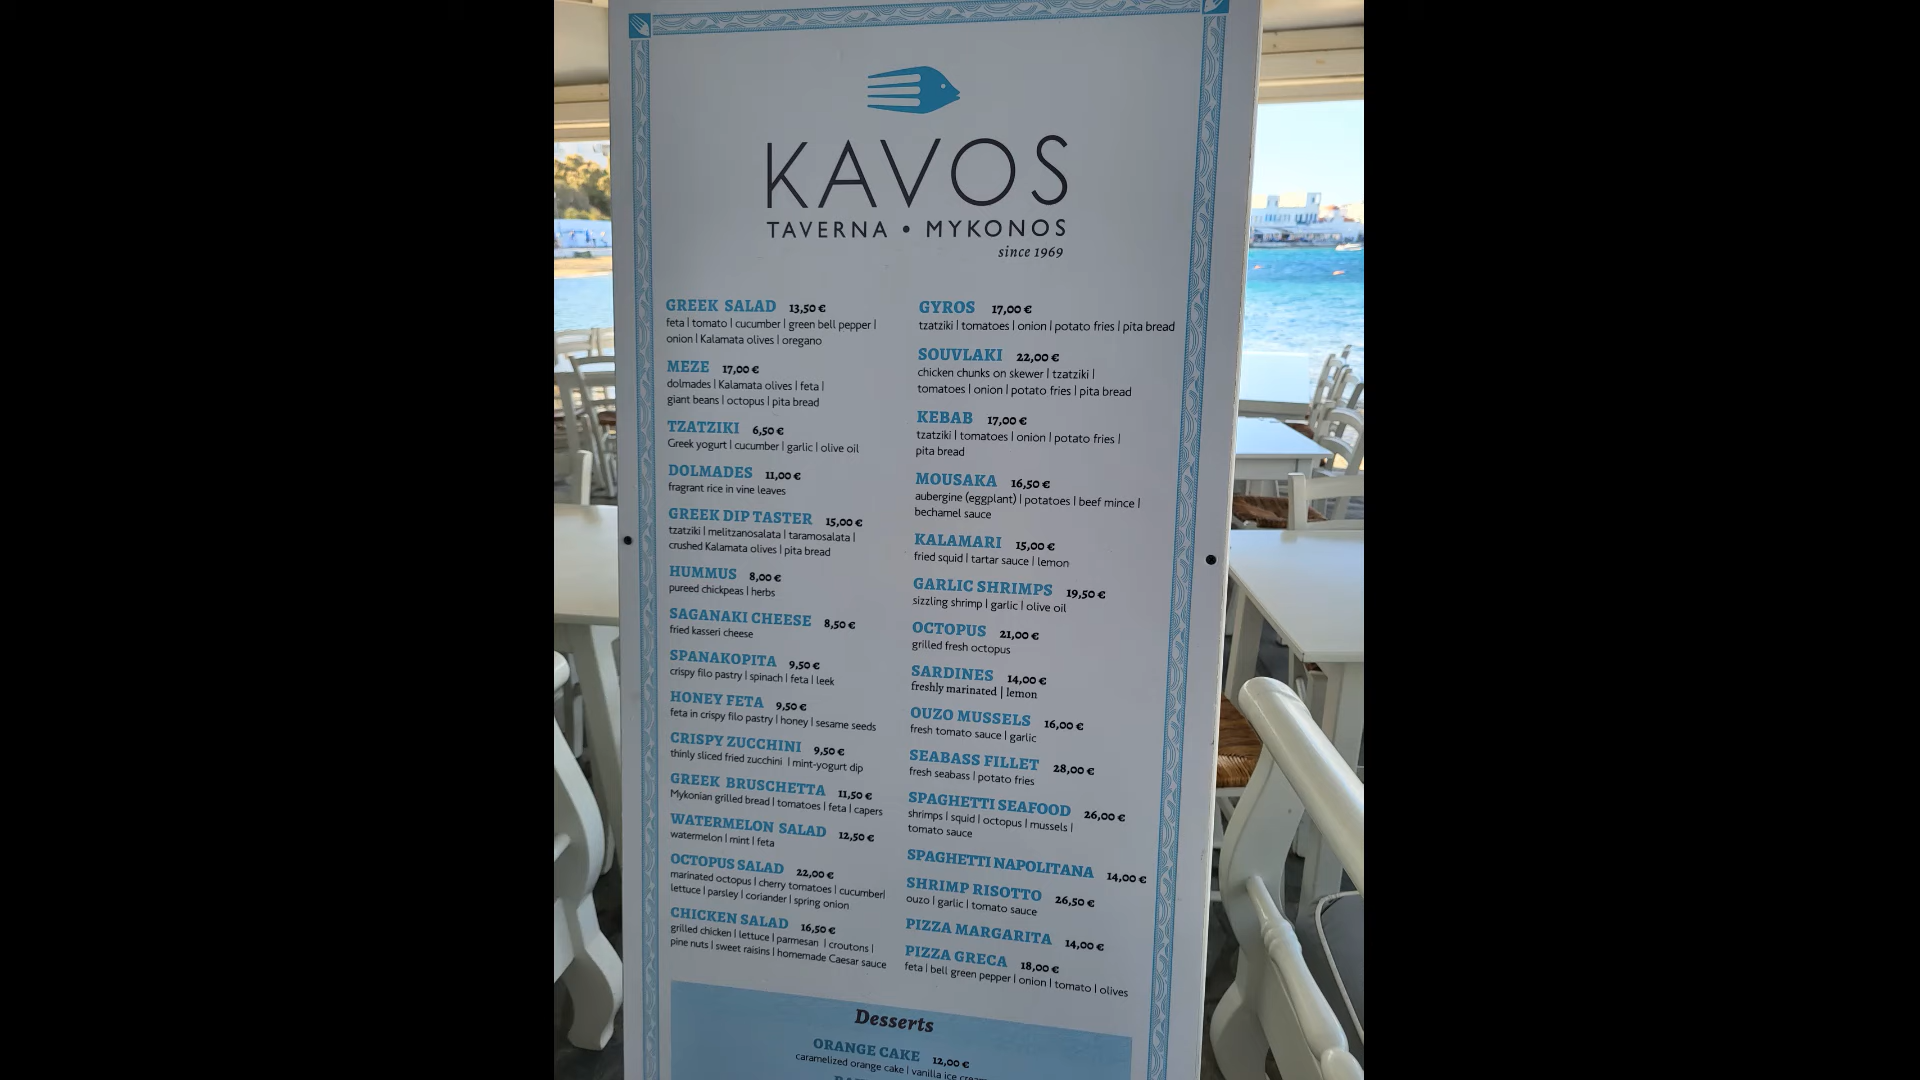 KAVOS
TAVERNA • MYKONOS
since 1969
GREEK SALAD 13,50 €
feta | tomato | cucumber | green bell pepper |
onion | Kalamata olives | oregano
MEZE 17,00 €
dolmades | Kalamata olives | feta |
giant beans | octopus | pita bread
TZATZIKI 6,50 €
Greek yogurt | cucumber | garlic | olive oil
DOLMADES 11,00 €
fragrant rice in vine leaves
GREEK DIP TASTER 15,00 €
tzatziki | melitzanosalata | taramosalata |
crushed Kalamata olives | pita bread
HUMMUS 8,00 €
pureed chickpeas | herbs
SAGANAKI CHEESE 8,50 €
fried kasseri cheese
SPANAKOPITA 9,50 €
crispy filo pastry | spinach | feta | leek
HONEY FETA 9,50 €
feta in crispy filo pastry | honey | sesame seeds
CRISPY ZUCCHINI 9,50 €
thinly sliced fried zucchini | mint-yogurt dip
GREEK BRUSCHETTA 11,50 €
Mykonian grilled bread | tomatoes | feta | capers
WATERMELON SALAD 12,50 €
watermelon | mint | feta
OCTOPUS SALAD 22,00 €
marinated octopus | cherry tomatoes | cucumber|
lettuce | parsley | coriander | spring onion
CHICKEN SALAD 16,50 €
grilled chicken | lettuce | parmesan | croutons |
pine nuts | sweet raisins | homemade Caesar sauce
GYROS 17,00 €
tzatziki | tomatoes | onion | potato fries | pita bread
SOUVLAKI 22,00 €
chicken chunks on skewer | tzatziki |
tomatoes | onion | potato fries | pita bread
KEBAB 17,00 €
tzatziki | tomatoes | onion | potato fries |
pita bread
MOUSAKA 16,50 €
aubergine (eggplant) | potatoes | beef mince |
bechamel sauce
KALAMARI 15,00 €
fried squid | tartar sauce | lemon
GARLIC SHRIMPS 19,50 €
sizzling shrimp | garlic | olive oil
OCTOPUS 21,00 €
grilled fresh octopus
SARDINES 14,00 €
freshly marinated | lemon
OUZO MUSSELS 16,00 €
fresh tomato sauce | garlic
SEABASS FILLET 28,00 €
fresh seabass | potato fries
SPAGHETTI SEAFOOD 26,00 €
shrimps | squid | octopus | mussels |
tomato sauce
SPAGHETTI NAPOLITANA 14,00 €
SHRIMP RISOTTO 26,50 €
ouzo | garlic | tomato sauce
PIZZA MARGARITA 14,00 €
PIZZA GRECA 18,00 €
feta | bell green pepper | onion | tomato | olives
Desserts
ORANGE CAKE 12,00 €
caramelized orange cake | vanilla ice